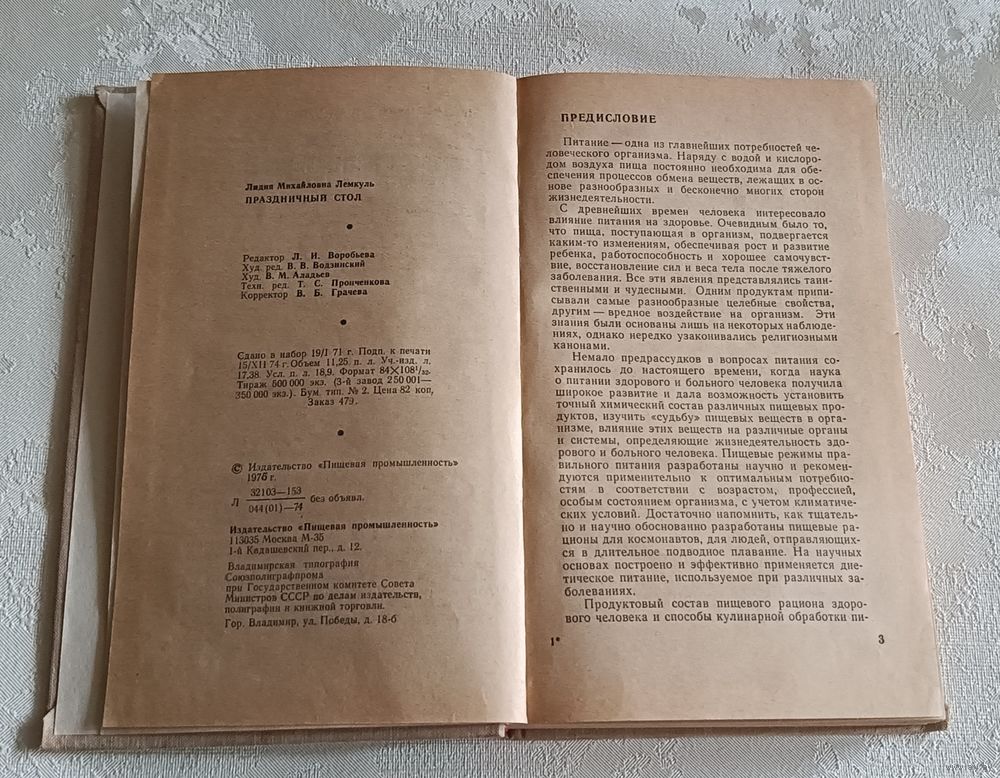 Лидия Михайловна Лемкуль
ПРАЗДНИЧНЫЙ СТОЛ
Редактор Л. И. Воробьева
Худ. ред. В. В. Водзинский
Худ. В. М. Аладьев
Техн. ред. Т. С. Пронченкова
Корректор В. Б. Грачева
Сдано в набор 19/I 71 г. Подп. к печати
15/XII 74 г. Объем 11,25 п. л. Уч.-изд. л.
17,38. Усл. п. л. 18,9. Формат 84×108¹/₃₂.
Тираж 500 000 экз. (3-й завод 250 001—
350 000 экз.). Бум. тип. № 2. Цена 82 коп,
Заказ 479.
© Издательство «Пищевая промышленность»
г.
Л 32103—153
044(01)—74 без объявл.
Издательство «Пищевая промышленность»
113035 Москва М-35
1-й Кадашевский пер., д. 12.
Владимирская типография
Союзполиграфпрома
при Государственном комитете Совета
Министров СССР по делам издательств,
полиграфии и книжной торговли.
Гор. Владимир, ул. Победы, д. 18-б
ПРЕДИСЛОВИЕ
Питание — одна из главнейших потребностей че-
ловеческого организма. Наряду с водой и кислоро-
дом воздуха пища постоянно необходима для обе-
спечения процессов обмена веществ, лежащих в ос-
нове разнообразных и бесконечно многих сторон
жизнедеятельности.
С древнейших времен человека интересовало
влияние питания на здоровье. Очевидным было то,
что пища, поступающая в организм, подвергается
каким-то изменениям, обеспечивая рост и развитие
ребенка, работоспособность и хорошее самочувст-
вие, восстановление сил и веса тела после тяжелого
заболевания. Все эти явления представлялись таин-
ственными и чудесными. Одним продуктам припи-
сывали самые разнообразные целебные свойства,
другим — вредное воздействие на организм. Эти
знания были основаны лишь на некоторых наблюде-
ниях, однако нередко узаконивались религиозными
канонами.
Немало предрассудков в вопросах питания со-
хранилось до настоящего времени, когда наука
о питании здорового и больного человека получила
широкое развитие и дала возможность установить
точный химический состав различных пищевых про-
дуктов, изучить «судьбу» пищевых веществ в орга-
низме, влияние этих веществ на различные органы
и системы, определяющие жизнедеятельность здо-
рового и больного человека. Пищевые режимы пра-
вильного питания разработаны научно и рекомен-
дуются применительно к оптимальным потребно-
стям в соответствии с возрастом, профессией,
особым состоянием организма, с учетом климатиче-
ских условий. Достаточно напомнить, как тщатель-
но и научно обоснованно разработаны пищевые ра-
ционы для космонавтов, для людей, отправляющих-
ся в длительное подводное плавание. На научных
основах построено и эффективно применяется дие-
тическое питание, используемое при различных за-
болеваниях.
Продуктовый состав пищевого рациона здоро-
вого человека и способы кулинарной обработки пи-
1*
3